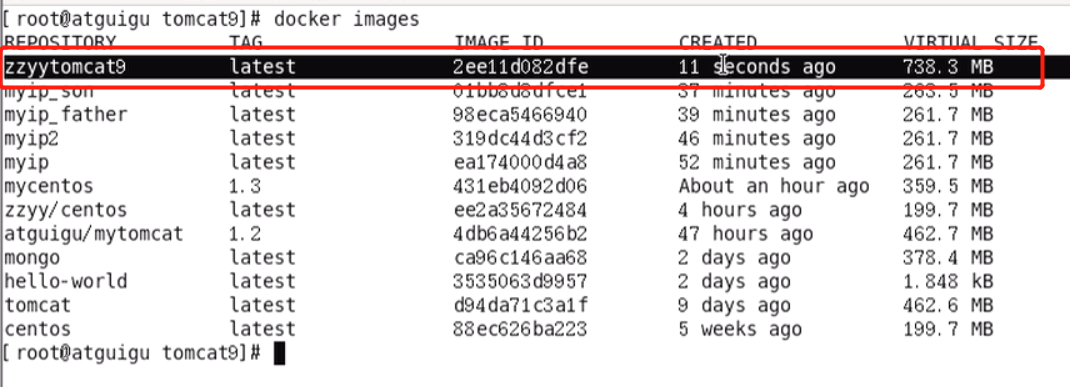 [root@atguigu tomcat9]# docker images
REPOSITORY TAG IMAGE ID CREATED VIRTUAL SIZE
zzyytomcat9 latest 2ee11d082dfe 11 seconds ago 738.3 MB
myip_son latest 01bb8d8dfce1 37 minutes ago 263.5 MB
myip_father latest 98eca5466940 39 minutes ago 261.7 MB
myip2 latest 319dc44d3cf2 46 minutes ago 261.7 MB
myip latest ea174000d4a8 52 minutes ago 261.7 MB
mycentos 1.3 431eb4092d06 About an hour ago 359.5 MB
zzyy/centos latest ee2a35672484 4 hours ago 199.7 MB
atguigu/mytomcat 1.2 4db6a44256b2 47 hours ago 462.7 MB
mongo latest ca96c146aa68 2 days ago 378.4 MB
hello-world latest 3535063d9957 2 days ago 1.848 kB
tomcat latest d94da71c3a1f 9 days ago 462.6 MB
centos latest 88ec626ba223 5 weeks ago 199.7 MB
[root@atguigu tomcat9]#